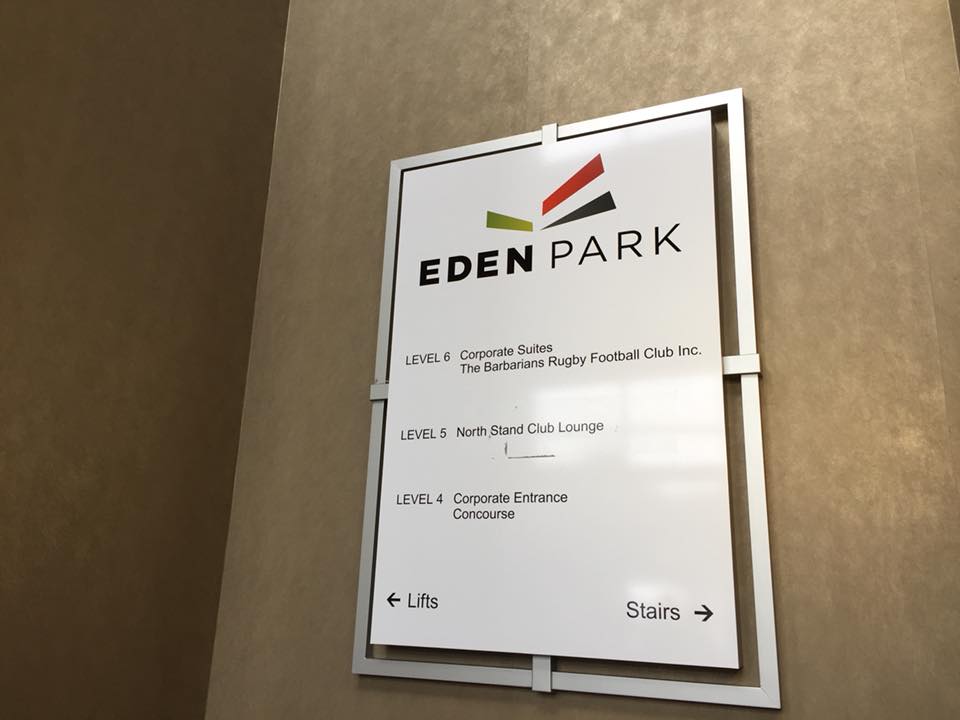 EDEN PARK
LEVEL 6 Corporate Suites
The Barbarians Rugby Football Club Inc.
LEVEL 5 North Stand Club Lounge
LEVEL 4 Corporate Entrance
Concourse
← Lifts
Stairs →